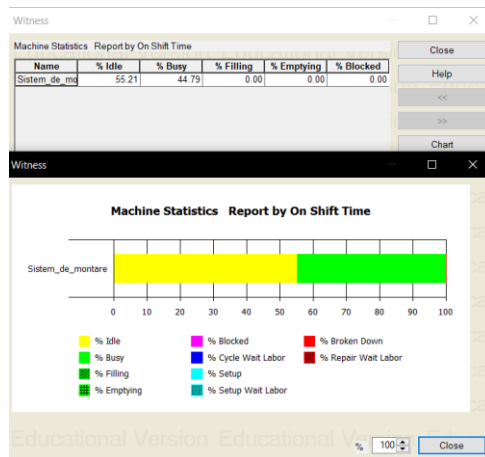 Witness
Machine Statistics Report by On Shift Time
Name % Idle % Busy % Filling % Emptying % Blocked
Sistem_de_mo 55.21 44.79 0.00 0.00 0.00
Close
Help
<<
>>
Chart
Witness
Machine Statistics Report by On Shift Time
Sistem_de_montare
0 10 20 30 40 50 60 70 80 90 100
% Idle % Blocked % Broken Down
% Busy % Cycle Wait Labor % Repair Wait Labor
% Filling % Setup
% Emptying % Setup Wait Labor
Educational Version Educational
% 100 Close